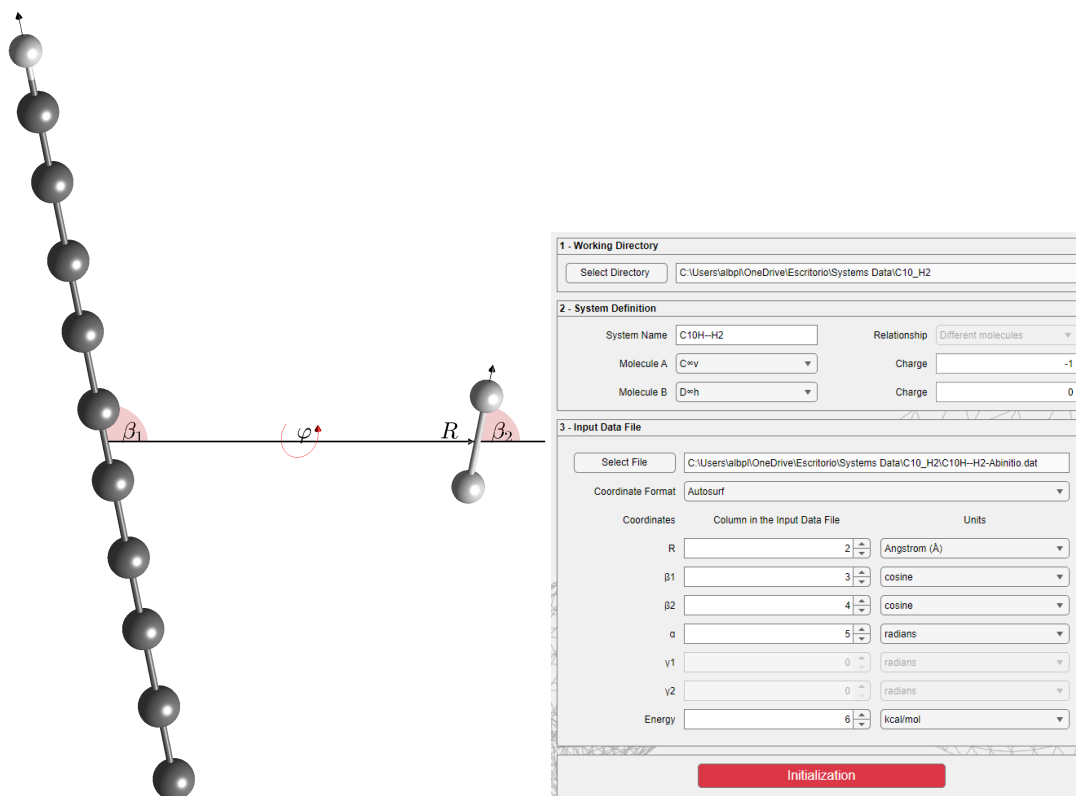 β1
φ
R
β2
1 - Working Directory
Select Directory C:\Users\albpl\OneDrive\Escritorio\Systems Data\C10_H2
2 - System Definition
System Name C10H--H2 Relationship Different molecules
Molecule A C∞v Charge -1
Molecule B D∞h Charge 0
3 - Input Data File
Select File C:\Users\albpl\OneDrive\Escritorio\Systems Data\C10_H2\C10H--H2-Abinitio.dat
Coordinate Format Autosurf
Coordinates Column in the Input Data File Units
R 2 Angstrom (Å)
β1 3 cosine
β2 4 cosine
α 5 radians
γ1 0 radians
γ2 0 radians
Energy 6 kcal/mol
Initialization